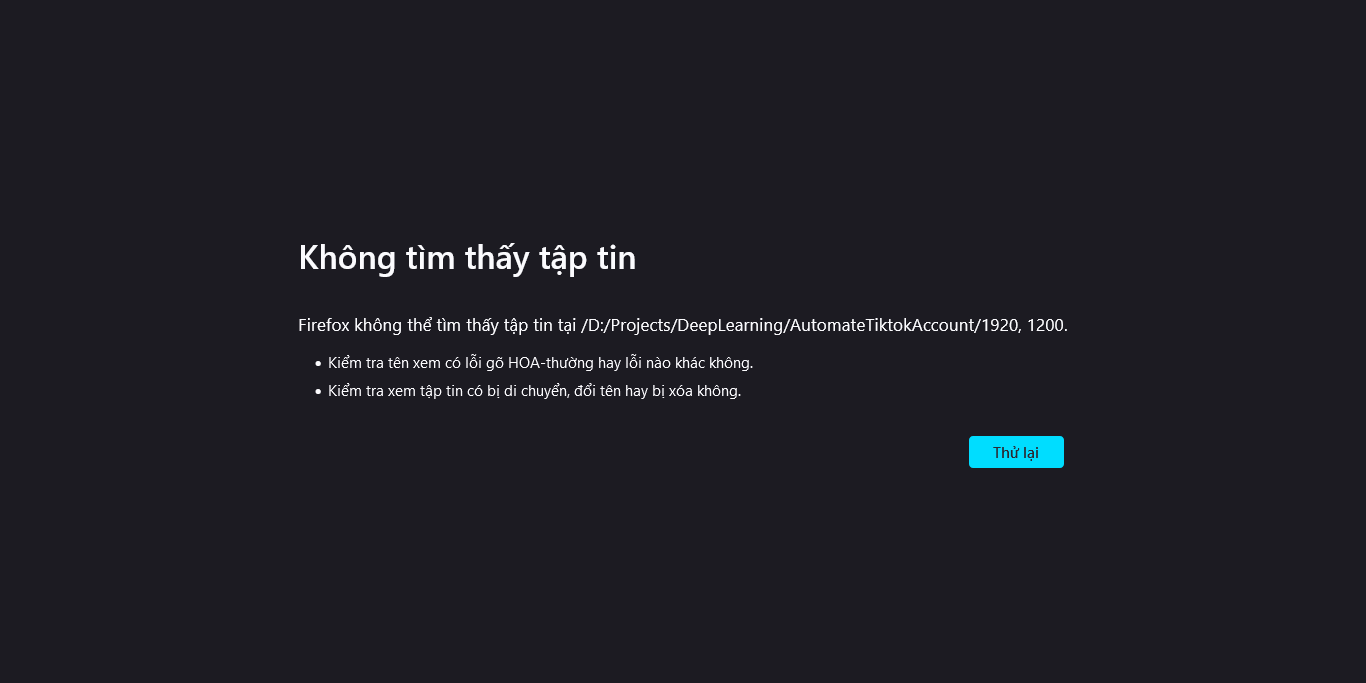 Không tìm thấy tập tin
Firefox không thể tìm thấy tập tin tại /D:/Projects/DeepLearning/AutomateTiktokAccount/1920, 1200.
• Kiểm tra tên xem có lỗi gõ HOA-thường hay lỗi nào khác không.
• Kiểm tra xem tập tin có bị di chuyển, đổi tên hay bị xóa không.
Thử lại